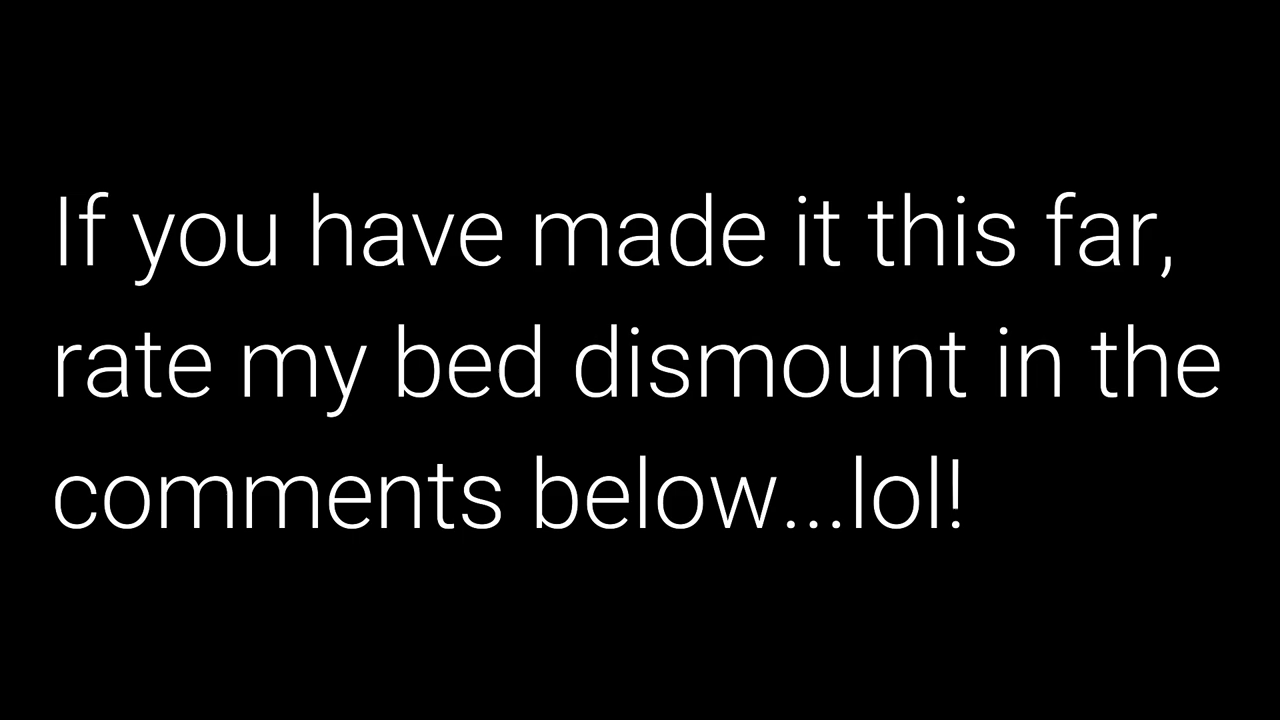 If you have made it this far,
rate my bed dismount in the
comments below...lol!